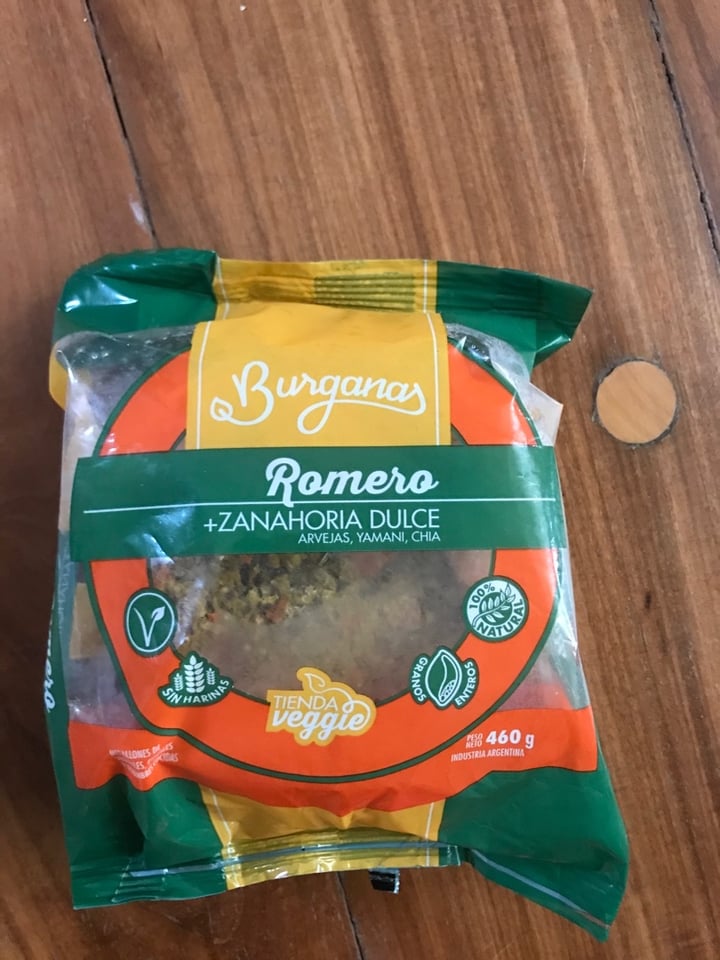 Burganas
Romero
+ZANAHORIA DULCE
ARVEJAS, YAMANI, CHIA
V
100%
NATURAL
SIN HARINAS
GRANOS ENTEROS
TIENDA
veggie
PESO
NETO 460 g
INDUSTRIA ARGENTINA